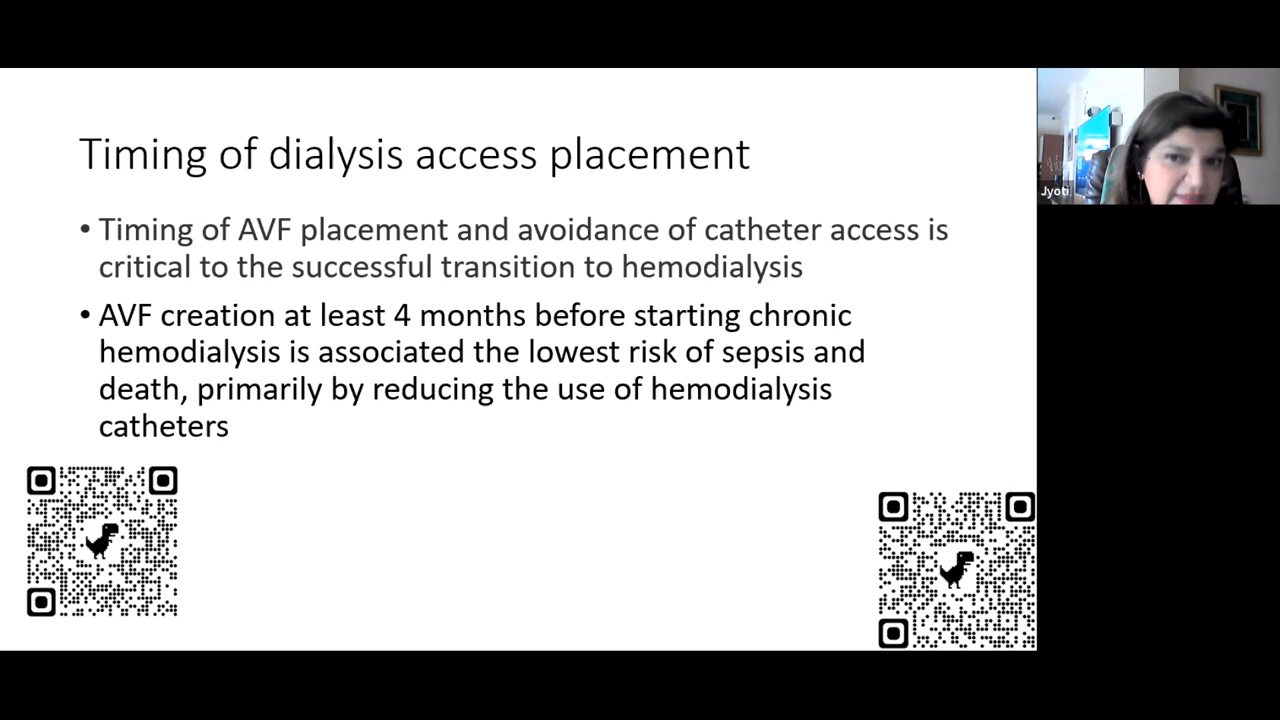 Timing of dialysis access placement
• Timing of AVF placement and avoidance of catheter access is
critical to the successful transition to hemodialysis
• AVF creation at least 4 months before starting chronic
hemodialysis is associated the lowest risk of sepsis and
death, primarily by reducing the use of hemodialysis
catheters
Jyoti